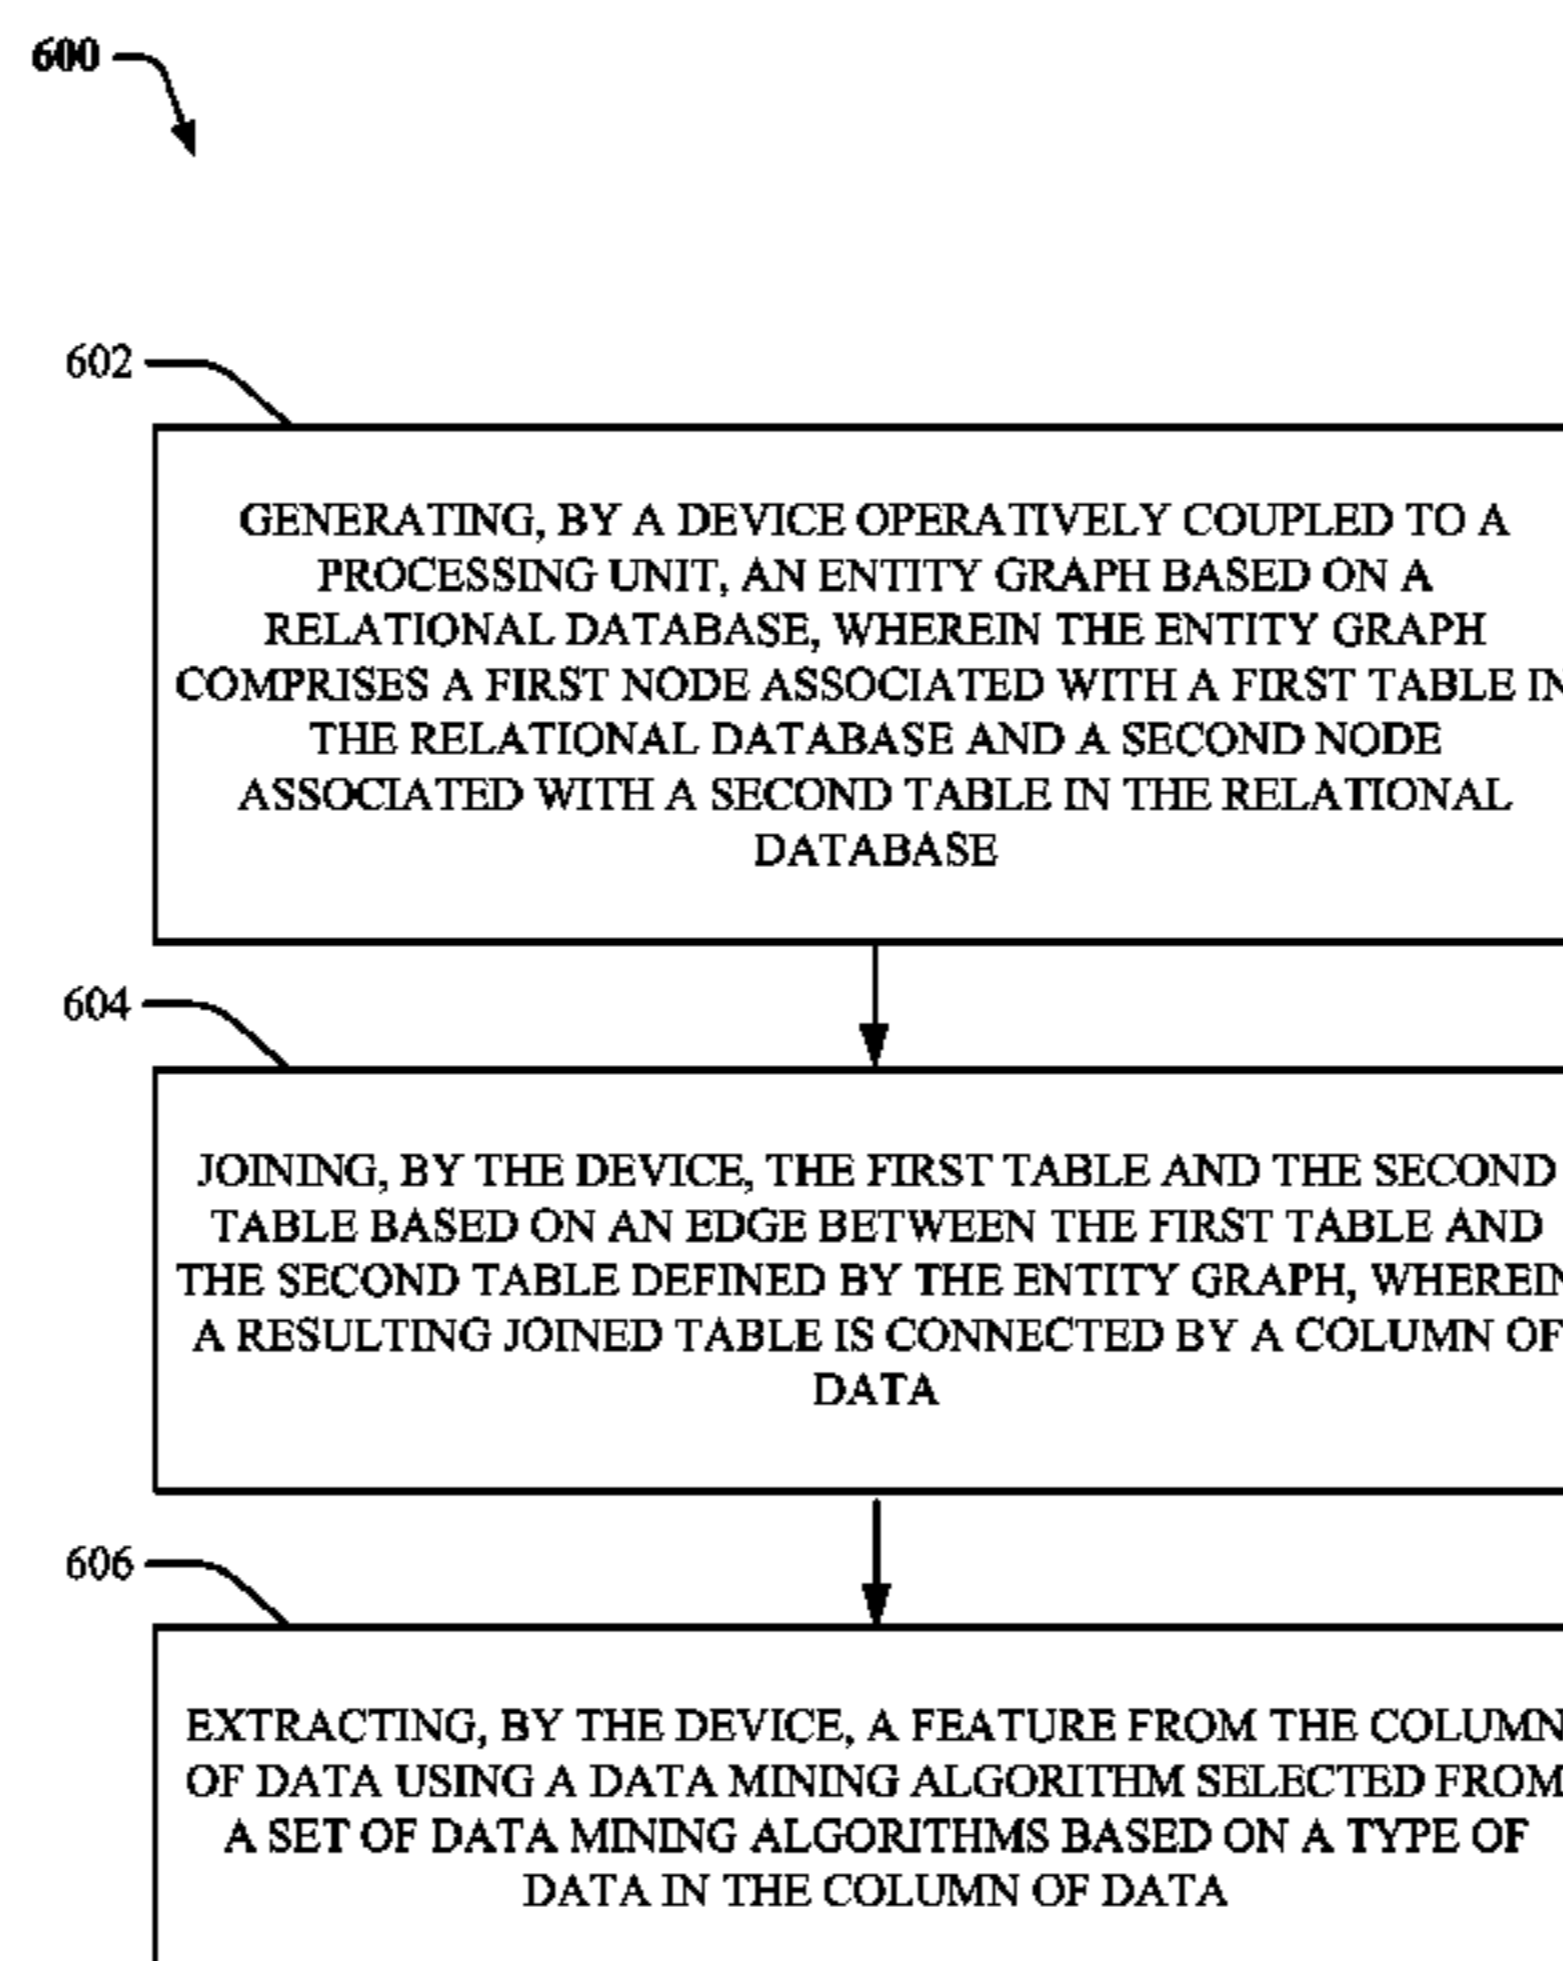 600
602
GENERATING, BY A DEVICE OPERATIVELY COUPLED TO A
PROCESSING UNIT, AN ENTITY GRAPH BASED ON A
RELATIONAL DATABASE, WHEREIN THE ENTITY GRAPH
COMPRISES A FIRST NODE ASSOCIATED WITH A FIRST TABLE IN
THE RELATIONAL DATABASE AND A SECOND NODE
ASSOCIATED WITH A SECOND TABLE IN THE RELATIONAL
DATABASE
604
JOINING, BY THE DEVICE, THE FIRST TABLE AND THE SECOND
TABLE BASED ON AN EDGE BETWEEN THE FIRST TABLE AND
THE SECOND TABLE DEFINED BY THE ENTITY GRAPH, WHEREIN
A RESULTING JOINED TABLE IS CONNECTED BY A COLUMN OF
DATA
606
EXTRACTING, BY THE DEVICE, A FEATURE FROM THE COLUMN
OF DATA USING A DATA MINING ALGORITHM SELECTED FROM
A SET OF DATA MINING ALGORITHMS BASED ON A TYPE OF
DATA IN THE COLUMN OF DATA